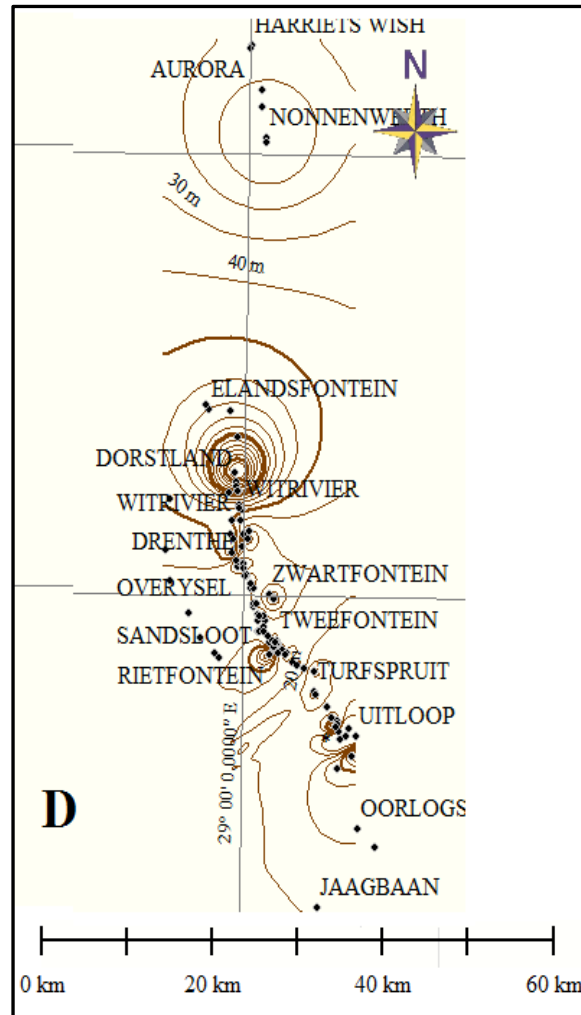 HARRIETS WISH
N
AURORA
NONNENWERTH
30 m
40 m
ELANDSFONTEIN
DORSTLAND
WITRIVIER
WITRIVIER
DRENTHE
ZWARTFONTEIN
OVERYSEL
TWEEFONTEIN
SANDSLOOT
TURFSPRUIT
RIETFONTEIN
20
UITLOOP
29° 00' 0.0000" E
D
OORLOGS
JAAGBAAN
0 km 20 km 40 km 60 km